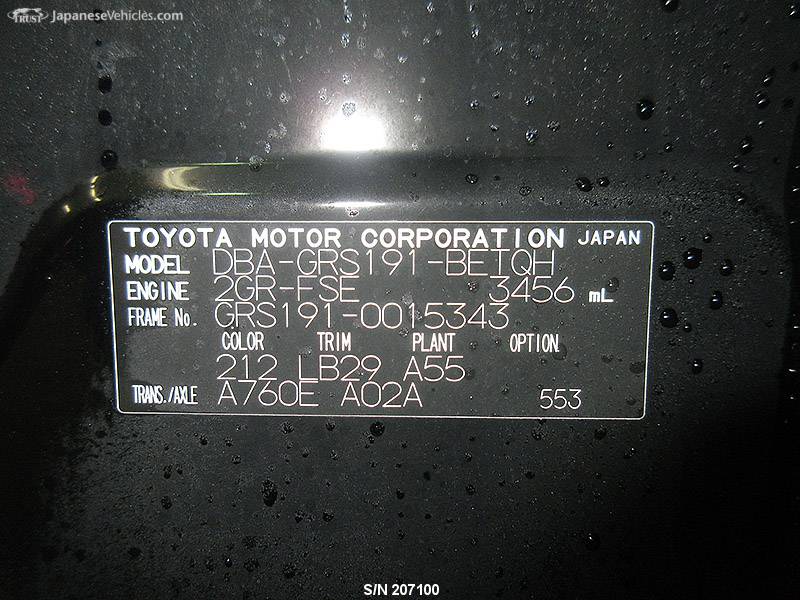 TRUST JapaneseVehicles.com
TOYOTA MOTOR CORPORATION JAPAN
MODEL DBA-GRS191-BETQH
ENGINE 2GR-FSE 3456 mL
FRAME No. GRS191-0015343
COLOR TRIM PLANT OPTION
212 LB29 A55
TRANS./AXLE A760E A02A 553
S/N 207100